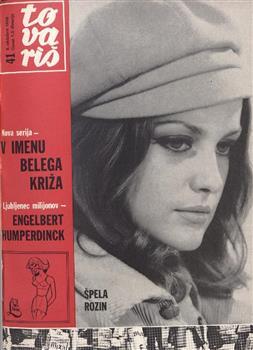 to
va
riš
41
V IMENU
BELEGA
KRIŽA
Nova serija –
Ljubljenec milijonov –
ENGELBERT
HUMPERDINCK
ŠPELA
ROZIN